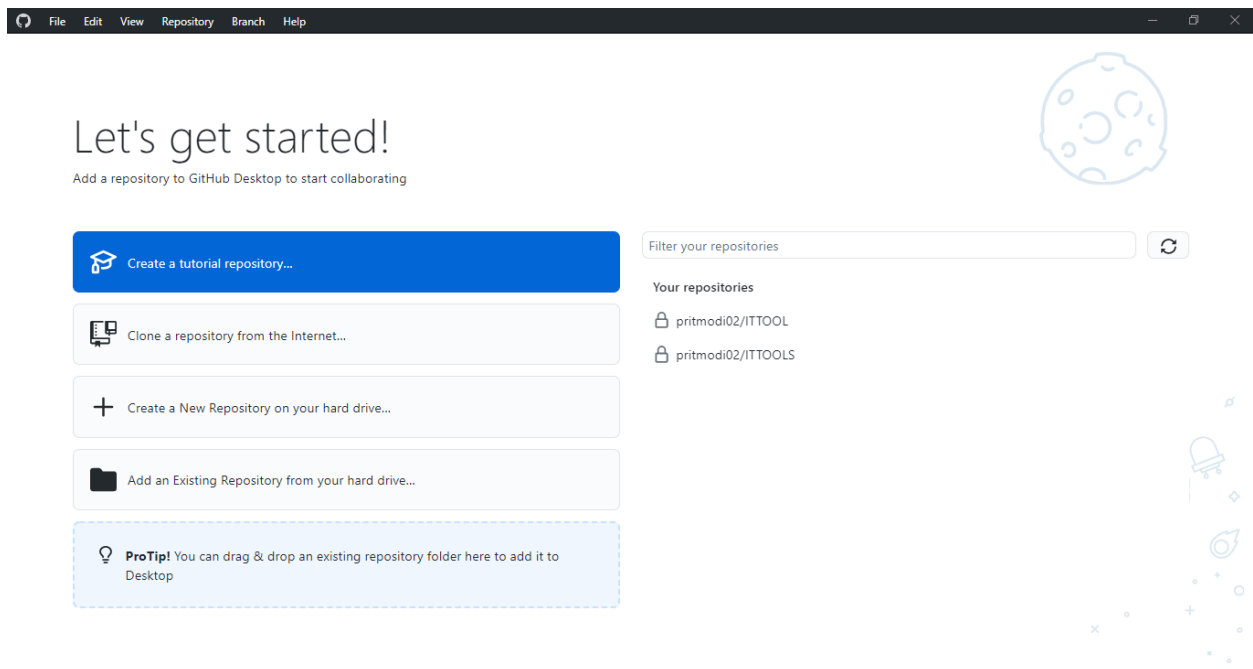 File Edit View Repository Branch Help
Let's get started!
Add a repository to GitHub Desktop to start collaborating
Create a tutorial repository...
Clone a repository from the Internet...
Create a New Repository on your hard drive...
Add an Existing Repository from your hard drive...
ProTip! You can drag & drop an existing repository folder here to add it to
Desktop
Filter your repositories
Your repositories
pritmodi02/ITTOOL
pritmodi02/ITTOOLS